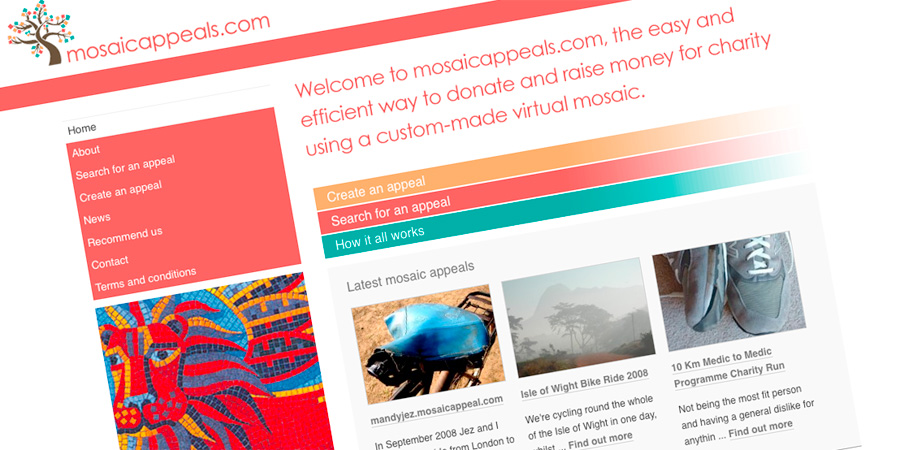 mosaicappeals.com
Welcome to mosaicappeals.com, the easy and
efficient way to donate and raise money for charity
using a custom-made virtual mosaic.
Home
About
Search for an appeal
Create an appeal
News
Recommend us
Contact
Terms and conditions
Create an appeal
Search for an appeal
How it all works
Latest mosaic appeals
mandyjez.mosaicappeal.com
In September 2008 Jez and I
from London to
Isle of Wight Bike Ride 2008
We're cycling round the whole
of the Isle of Wight in one day,
... Find out more
10 Km Medic to Medic
Programme Charity Run
Not being the most fit person
and having a general dislike for
anythin ... Find out more